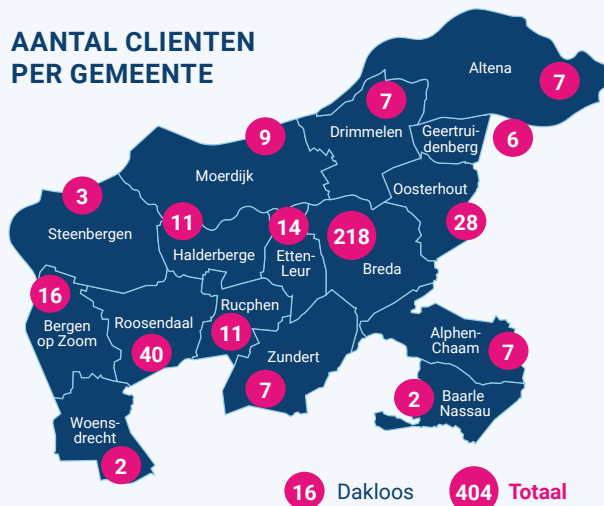 AANTAL CLIENTEN
PER GEMEENTE
Altena
7
7
Drimmelen
Geertrui-
denberg
6
9
Moerdijk
Oosterhout
28
3
Steenbergen
11
Halderberge
14
Etten-
Leur
218
Breda
16
Bergen
op Zoom
Roosendaal
40
Rucphen
11
Zundert
7
Alphen-
Chaam
7
2
Baarle
Nassau
Woens-
drecht
2
16 Dakloos
404 Totaal